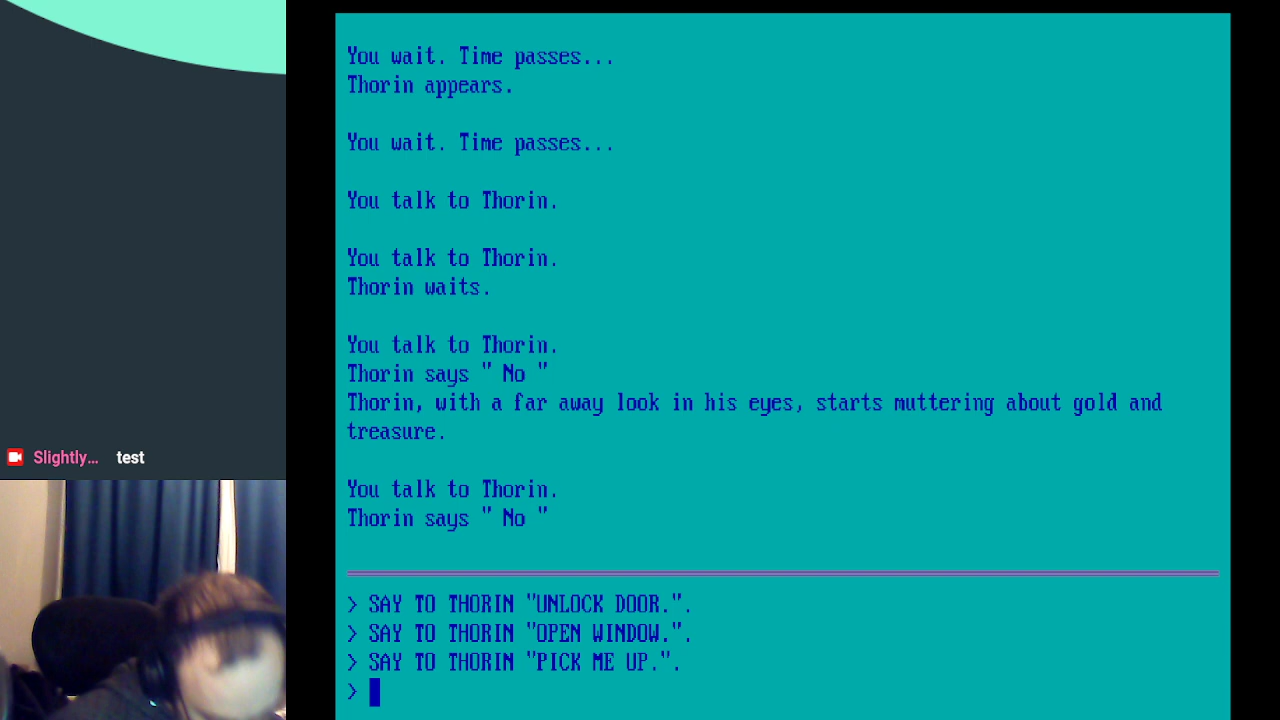 You wait. Time passes...
Thorin appears.
You wait. Time passes...
You talk to Thorin.
You talk to Thorin.
Thorin waits.
You talk to Thorin.
Thorin says " No "
Thorin, with a far away look in his eyes, starts muttering about gold and
treasure.
You talk to Thorin.
Thorin says " No "
> SAY TO THORIN "UNLOCK DOOR.".
> SAY TO THORIN "OPEN WINDOW.".
> SAY TO THORIN "PICK ME UP.".
>
Slightly… test